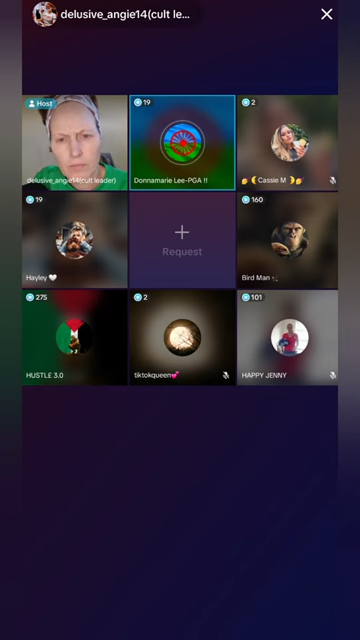 delusive_angie14(cult le...
Host
delusive_angie14(cult leader)
19
Donnamarie Lee-PGA !!
2
Cassie M
19
Hayley 🤍
Request
160
Bird Man
275
HUSTLE 3.0
2
tiktokqueen💕
101
HAPPY JENNY